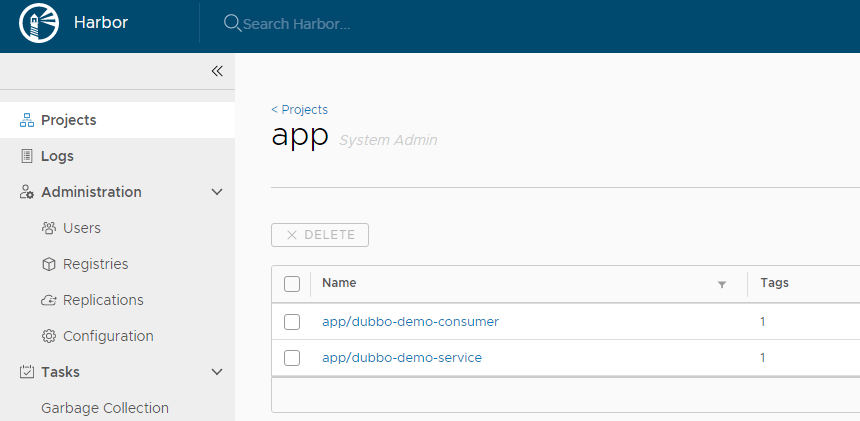 Harbor
Search Harbor...
Projects
Logs
Administration
Users
Registries
Replications
Configuration
Tasks
Garbage Collection
< Projects
app System Admin
DELETE
Name Tags
app/dubbo-demo-consumer 1
app/dubbo-demo-service 1